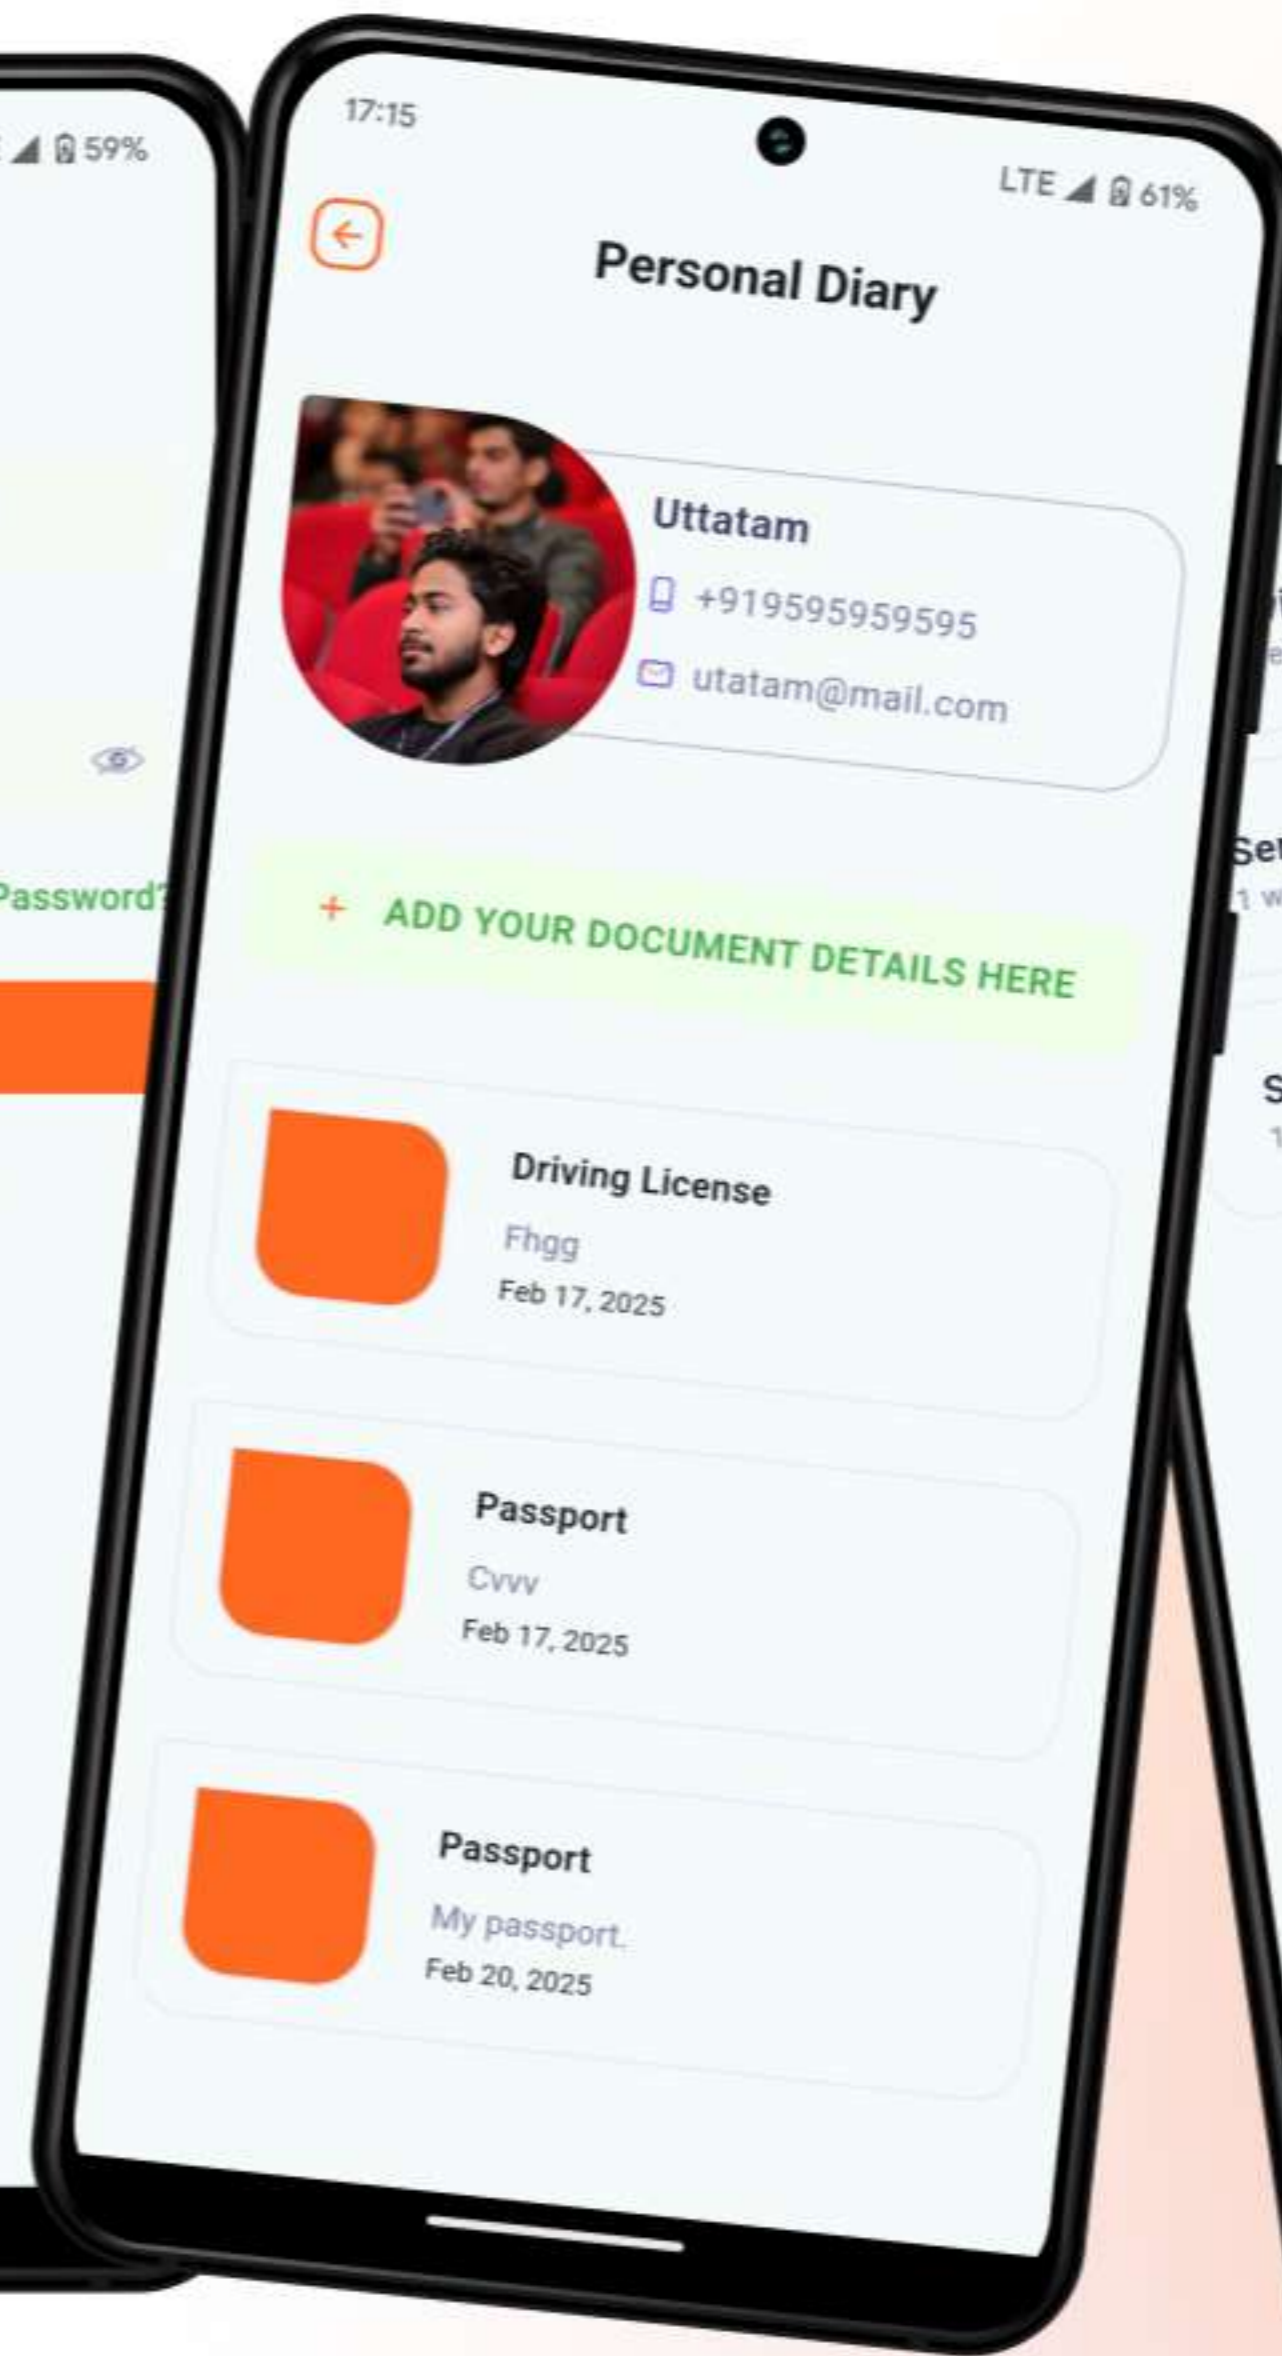 59%
Password?
17:15
LTE 61%
Personal Diary
Uttatam
+919595959595
utatam@mail.com
+ ADD YOUR DOCUMENT DETAILS HERE
Driving License
Fhgg
Feb 17, 2025
Passport
Cvvv
Feb 17, 2025
Passport
My passport.
Feb 20, 2025